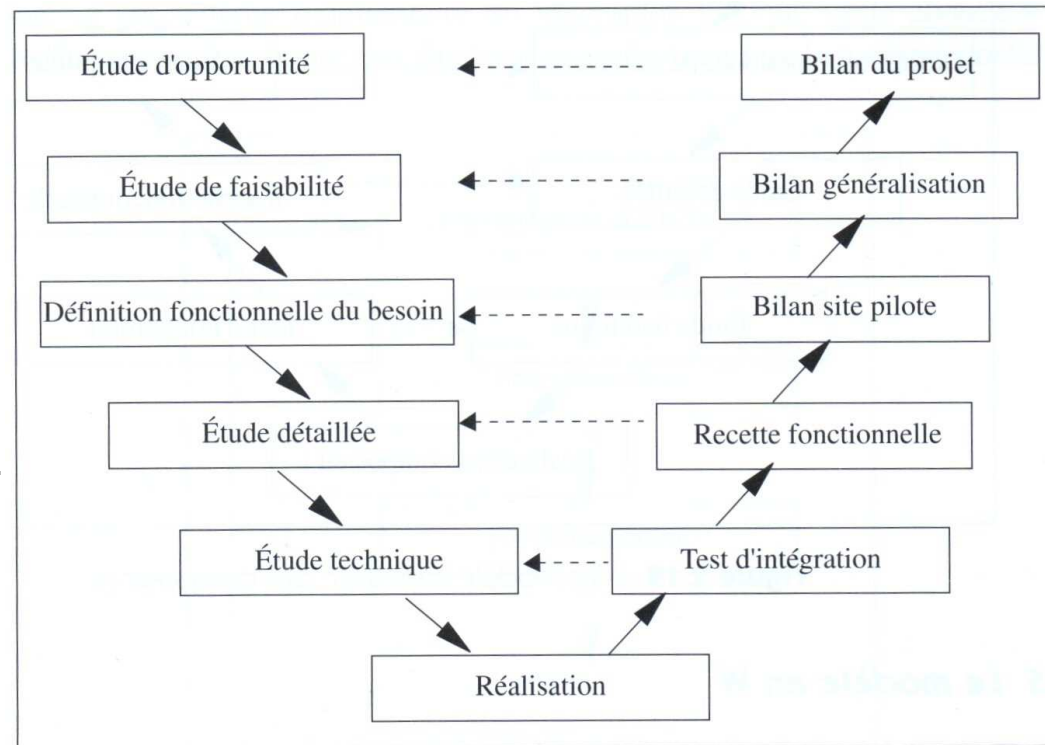 Étude d'opportunité
Bilan du projet
Étude de faisabilité
Bilan généralisation
Définition fonctionnelle du besoin
Bilan site pilote
Étude détaillée
Recette fonctionnelle
Étude technique
Test d'intégration
Réalisation